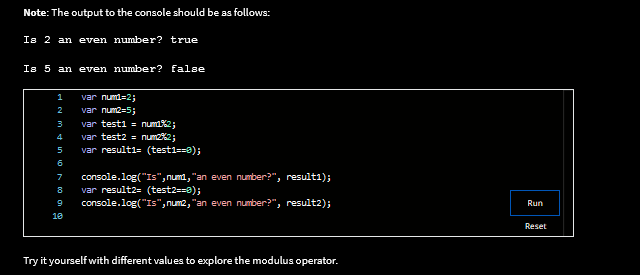 Note: The output to the console should be as follows:
Is 2 an even number? true
Is 5 an even number? false
1 var num1=2;
2 var num2=5;
3 var test1 = num1%2;
4 var test2 = num2%2;
5 var result1= (test1==0);
6
7 console.log("Is",num1,"an even number?", result1);
8 var result2= (test2==0);
9 console.log("Is",num2,"an even number?", result2);
10
Run
Reset
Try it yourself with different values to explore the modulus operator.